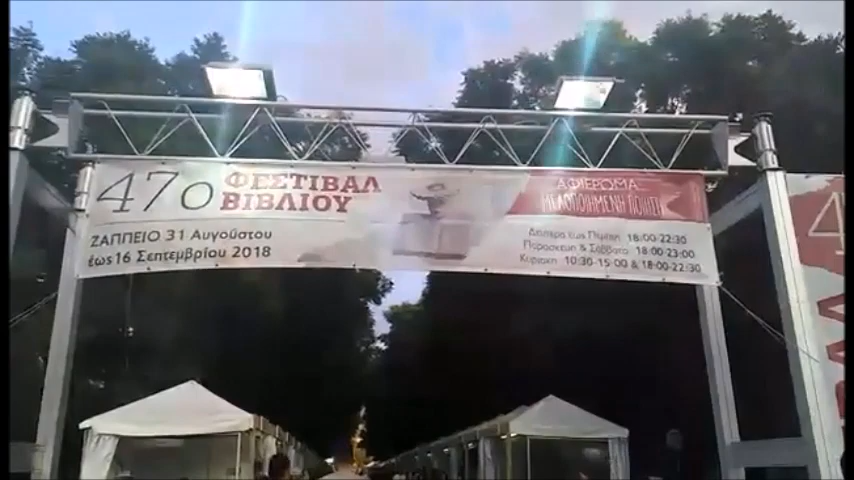 47ο ΦΕΣΤΙΒΑΛ
ΒΙΒΛΙΟΥ
ΖΑΠΠΕΙΟ 31 Αυγούστου
έως 16 Σεπτεμβρίου 2018
ΑΦΙΕΡΩΜΑ
ΜΕΛΟΠΟΙΗΜΕΝΗ ΠΟΙΗΣΗ
Δευτέρα έως Πέμπτη 18:00-22:30
Παρασκευή & Σάββατο 18:00-23:00
Κυριακή 10:30-15:00 & 18:00-22:30